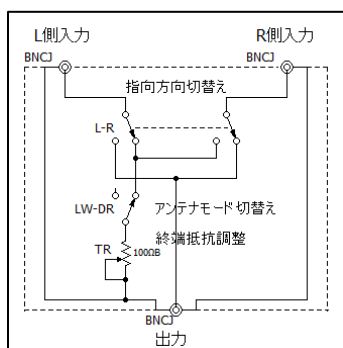 L側入力 R側入力
BNCJ BNCJ
指向方向切替え
L-R
LW-DR アンテナモード切替え
終端抵抗調整
TR 100ΩB
BNCJ
出力